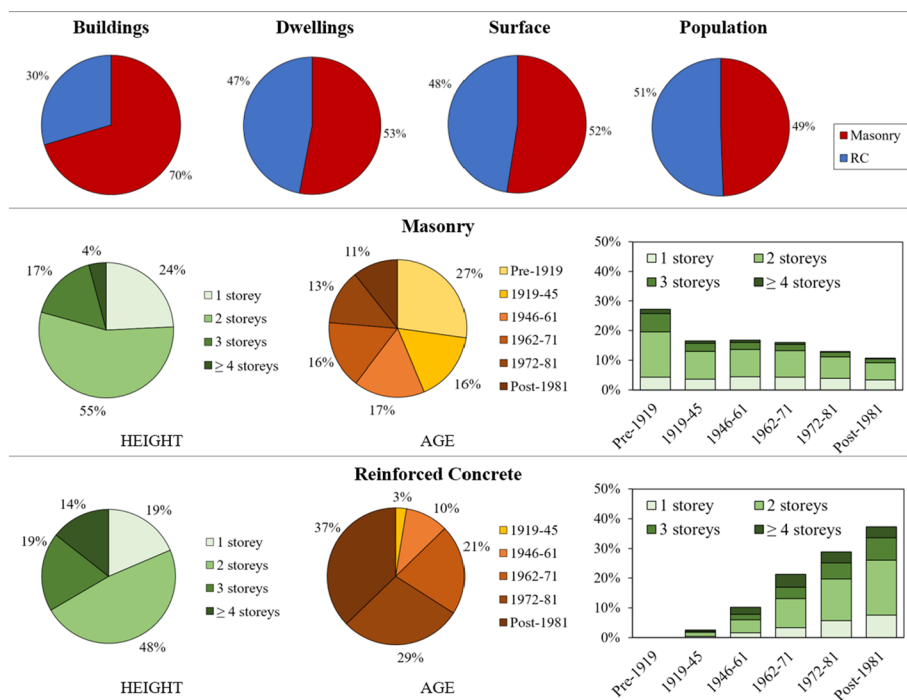 Buildings Dwellings Surface Population
30%
70%
47%
53%
48%
52%
51%
49%
Masonry
RC
Masonry
4%
17%
24%
55%
1 storey
2 storeys
3 storeys
≥ 4 storeys
HEIGHT
11%
13%
27%
16%
16%
17%
Pre-1919
1919-45
1946-61
1962-71
1972-81
Post-1981
AGE
50%
40%
30%
20%
10%
0%
1 storey 2 storeys
3 storeys ≥ 4 storeys
Pre-1919 1919-45 1946-61 1962-71 1972-81 Post-1981
Reinforced Concrete
14%
19%
19%
48%
1 storey
2 storeys
3 storeys
≥ 4 storeys
HEIGHT
3%
10%
37%
21%
29%
1919-45
1946-61
1962-71
1972-81
Post-1981
AGE
50%
40%
30%
20%
10%
0%
1 storey 2 storeys
3 storeys ≥ 4 storeys
Pre-1919 1919-45 1946-61 1962-71 1972-81 Post-1981